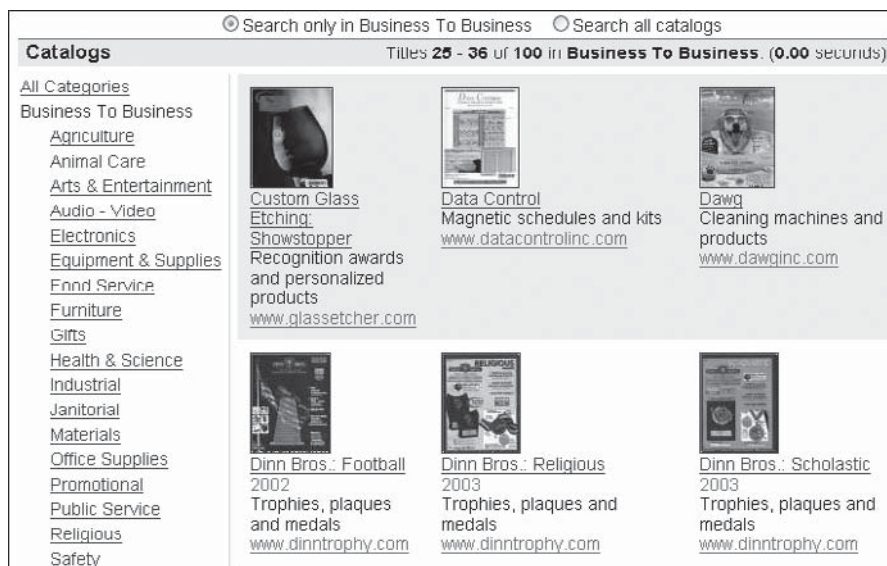 Search only in Business To Business Search all catalogs
Catalogs Titles 25 - 36 of 100 in Business To Business. (0.00 seconds)
All Categories
Business To Business
Agriculture
Animal Care
Arts & Entertainment
Audio - Video
Electronics
Equipment & Supplies
Food Service
Furniture
Gifts
Health & Science
Industrial
Janitorial
Materials
Office Supplies
Promotional
Public Service
Religious
Safety
Custom Glass
Etching:
Showstopper
Recognition awards
and personalized
products
www.glassetcher.com
Data Control
Magnetic schedules and kits
www.datacontrolinc.com
Dawg
Cleaning machines and
products
www.dawginc.com
Dinn Bros.: Football
2002
Trophies, plaques
and medals
www.dinntrophy.com
RELIGIOUS
Dinn Bros.: Religious
2003
Trophies, plaques and
medals
www.dinntrophy.com
Dinn Bros.: Scholastic
2003
Trophies, plaques and
medals
www.dinntrophy.com